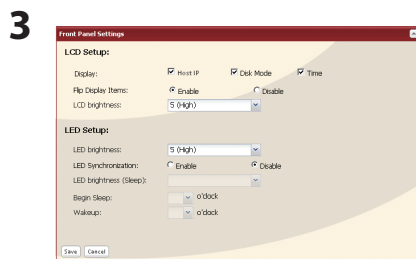 3
Front Panel Settings
LCD Setup:
Display: Host IP Disk Mode Time
Flip Display Items: Enable Disable
LCD brightness: 5 (High)
LED Setup:
LED brightness: 5 (High)
LED Synchronization: Enable Disable
LED brightness (Sleep):
Begin Sleep: o'clock
Wakeup: o'clock
Save Cancel